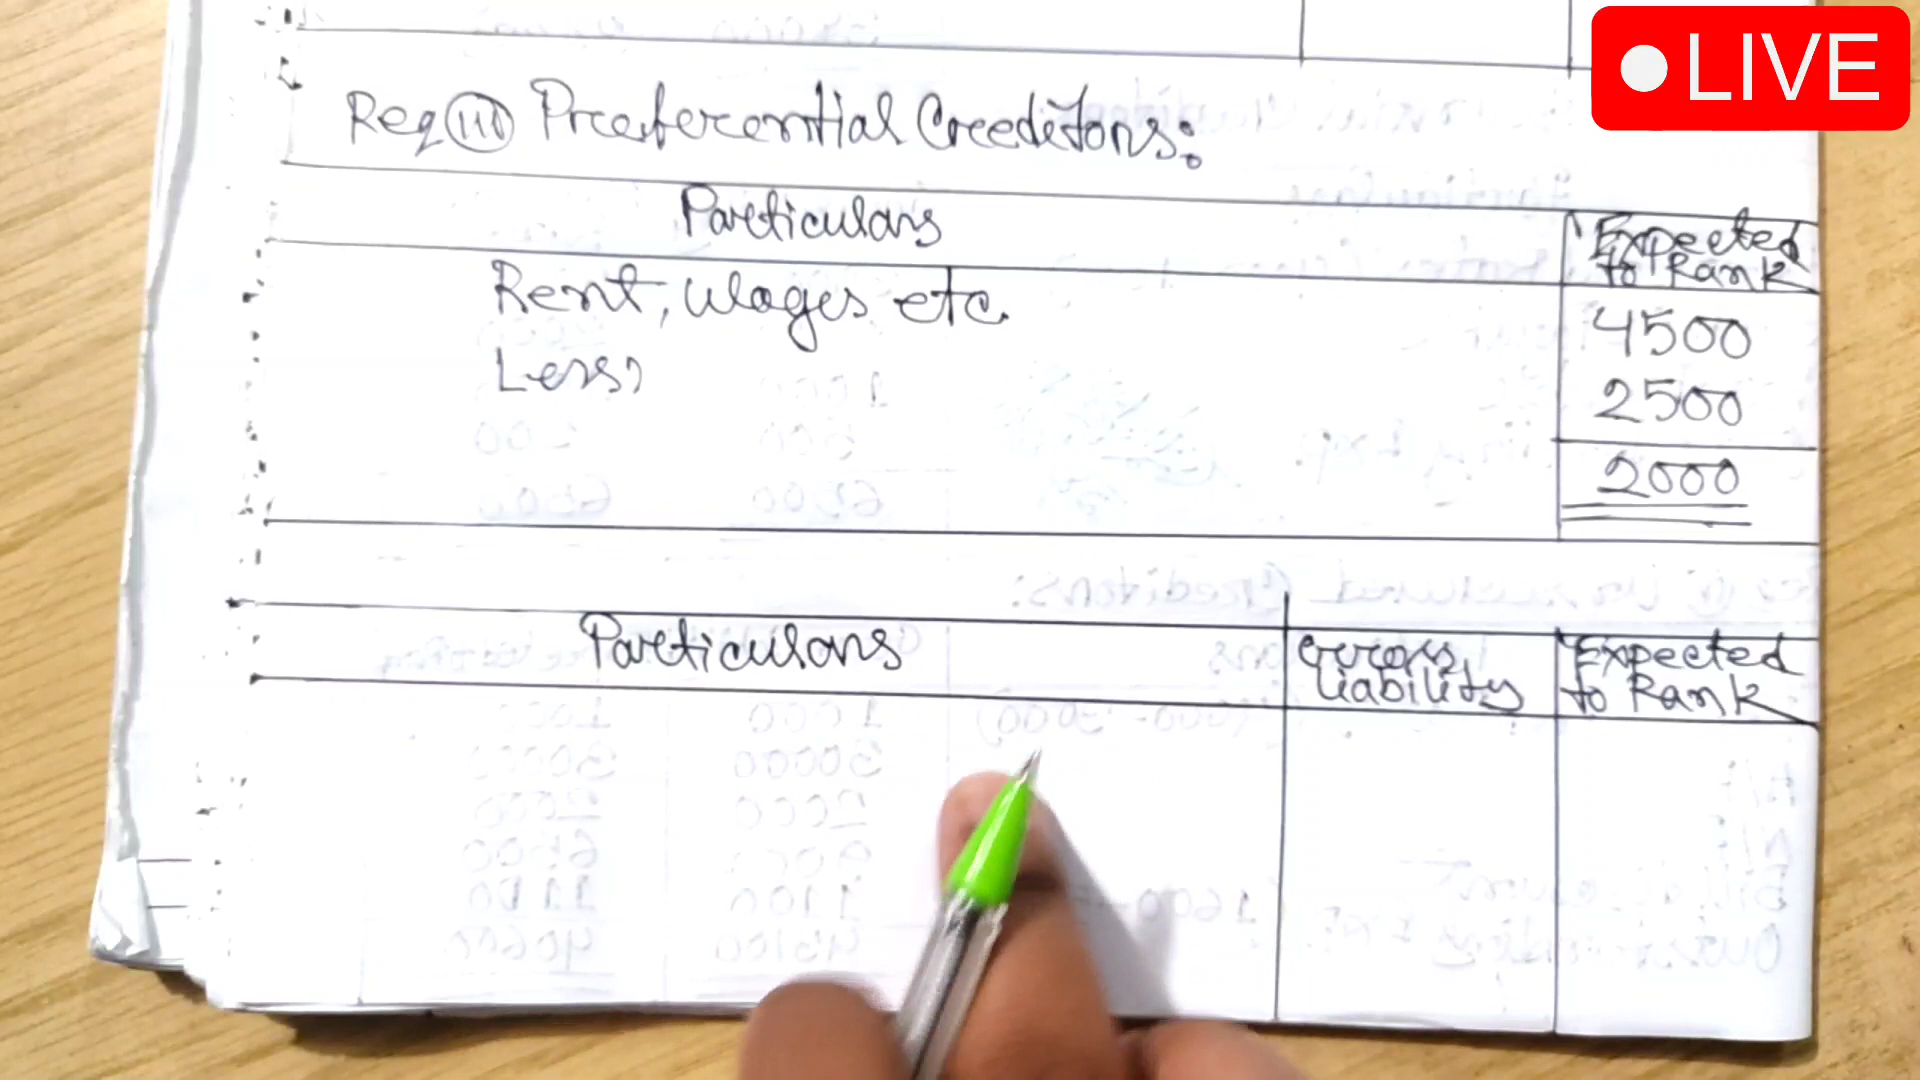 LIVE
Req (iii) Preferential Creditors:
Particulars
Expected
to Rank
Rent, wages etc.
4500
Less,
2500
2000
Particulars
Gross
liability
Expected
to Rank